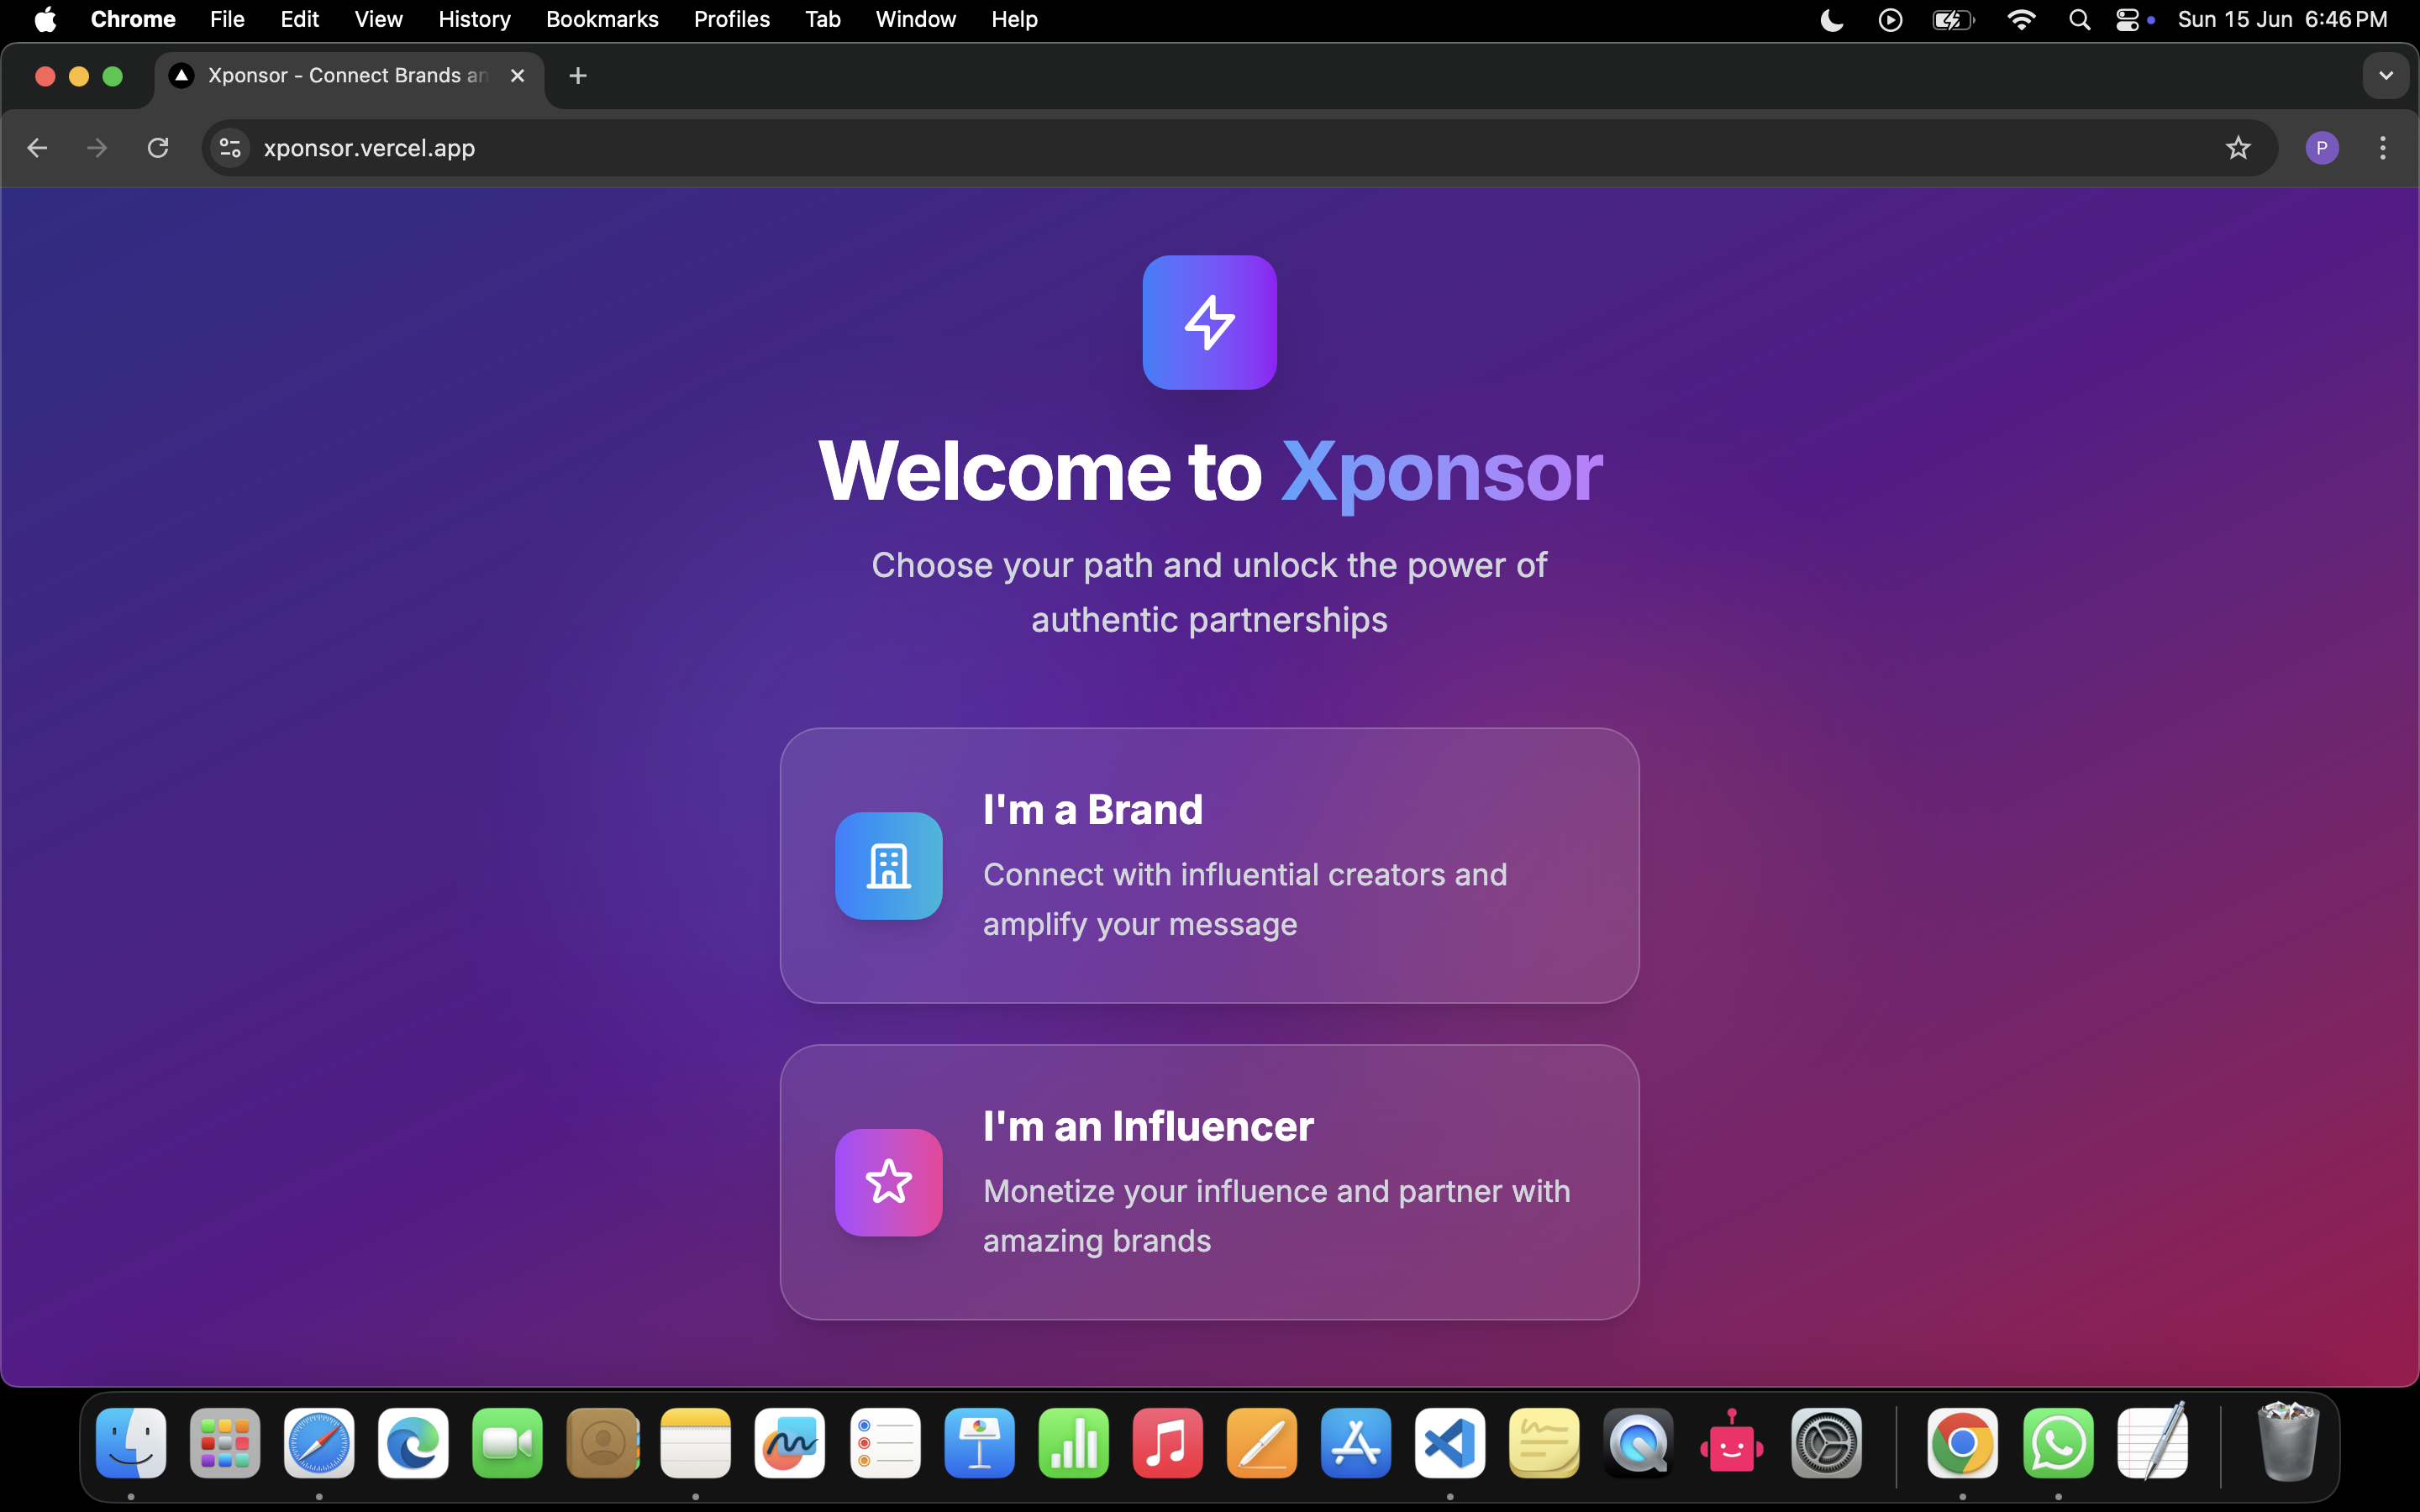 Chrome File Edit View History Bookmarks Profiles Tab Window Help Sun 15 Jun 6:46 PM
Xponsor - Connect Brands an
xponsor.vercel.app P
Welcome to Xponsor
Choose your path and unlock the power of
authentic partnerships
I'm a Brand
Connect with influential creators and
amplify your message
I'm an Influencer
Monetize your influence and partner with
amazing brands